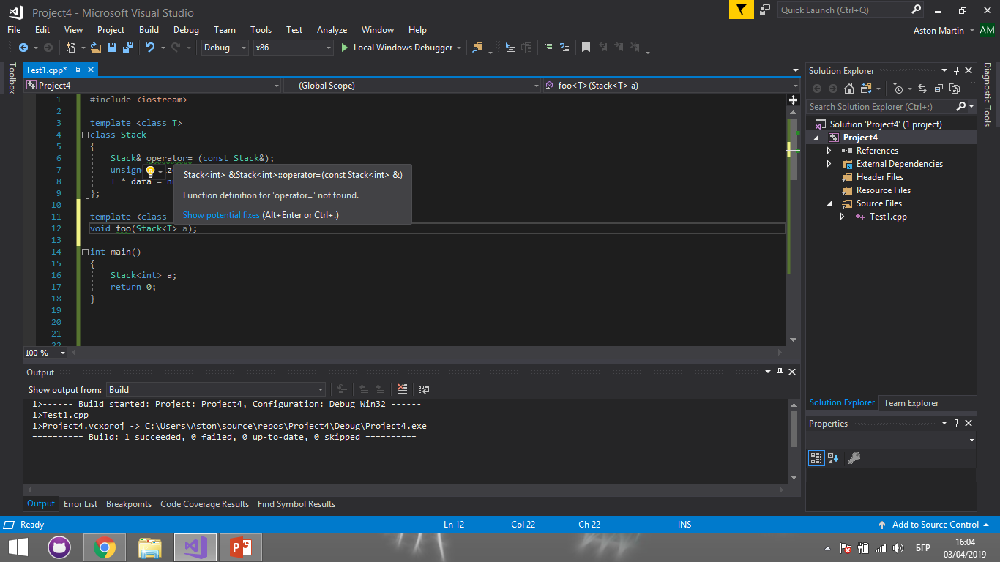 Project4 - Microsoft Visual Studio
Quick Launch (Ctrl+Q)
File Edit View Project Build Debug Team Tools Test Analyze Window Help
Aston Martin AM
Debug x86 Local Windows Debugger
Toolbox
Test1.cpp*
Project4 (Global Scope) foo<T>(Stack<T> a)
1 #include <iostream>
2
3 template <class T>
4 class Stack
5 {
6 Stack& operator= (const Stack&);
7 unsign
8 T * data =
9 };
10
11 template <class
12 void foo(Stack<T> a);
13
14 int main()
15 {
16 Stack<int> a;
17 return 0;
18 }
19
20
21
22
Stack<int> &Stack<int>::operator=(const Stack<int> &)
Function definition for 'operator=' not found.
Show potential fixes (Alt+Enter or Ctrl+.)
100 %
Output
Show output from: Build
1>------ Build started: Project: Project4, Configuration: Debug Win32 ------
1>Test1.cpp
1>Project4.vcxproj -> C:\Users\Aston\source\repos\Project4\Debug\Project4.exe
========== Build: 1 succeeded, 0 failed, 0 up-to-date, 0 skipped ==========
Output Error List Breakpoints Code Coverage Results Find Symbol Results
Solution Explorer
Search Solution Explorer (Ctrl+;)
Solution 'Project4' (1 project)
Project4
References
External Dependencies
Header Files
Resource Files
Source Files
Test1.cpp
Solution Explorer Team Explorer
Properties
Diagnostic Tools
Ready Ln 12 Col 22 Ch 22 INS Add to Source Control
БГР
16:04
03/04/2019